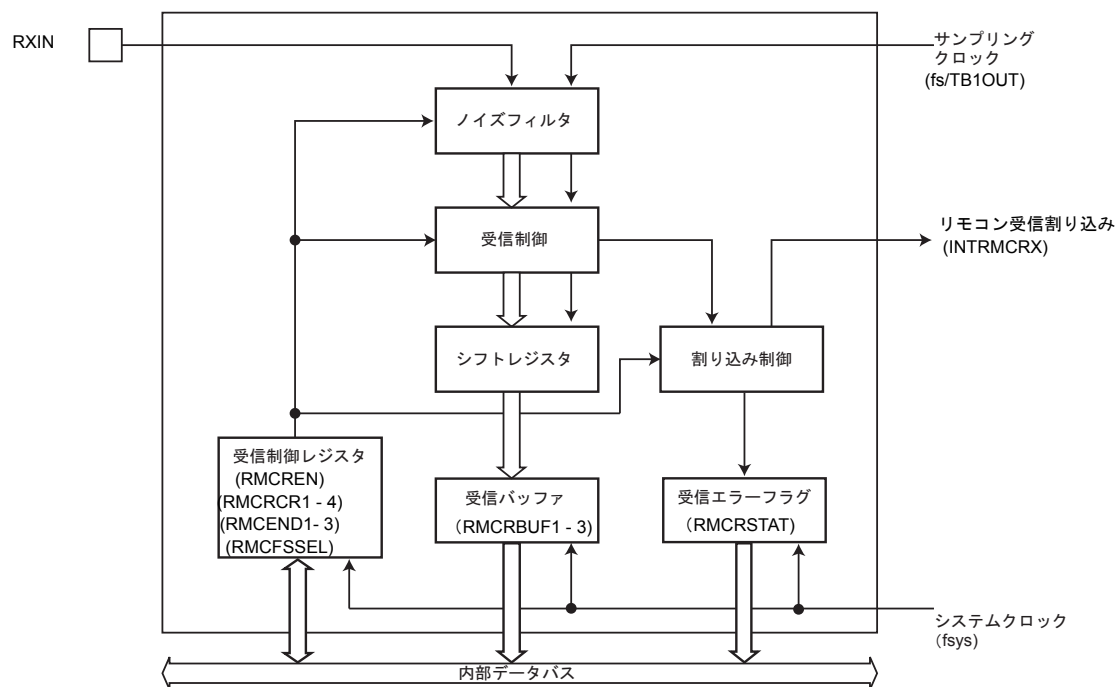 RXIN
サンプリング
クロック
(fs/TB1OUT)
ノイズフィルタ
受信制御
リモコン受信割り込み
(INTRMCRX)
シフトレジスタ
割り込み制御
受信制御レジスタ
(RMCREN)
(RMCRCR1 - 4)
(RMCEND1- 3)
(RMCFSSEL)
受信バッファ
(RMCRBUF1 - 3)
受信エラーフラグ
(RMCRSTAT)
システムクロック
(fsys)
内部データバス